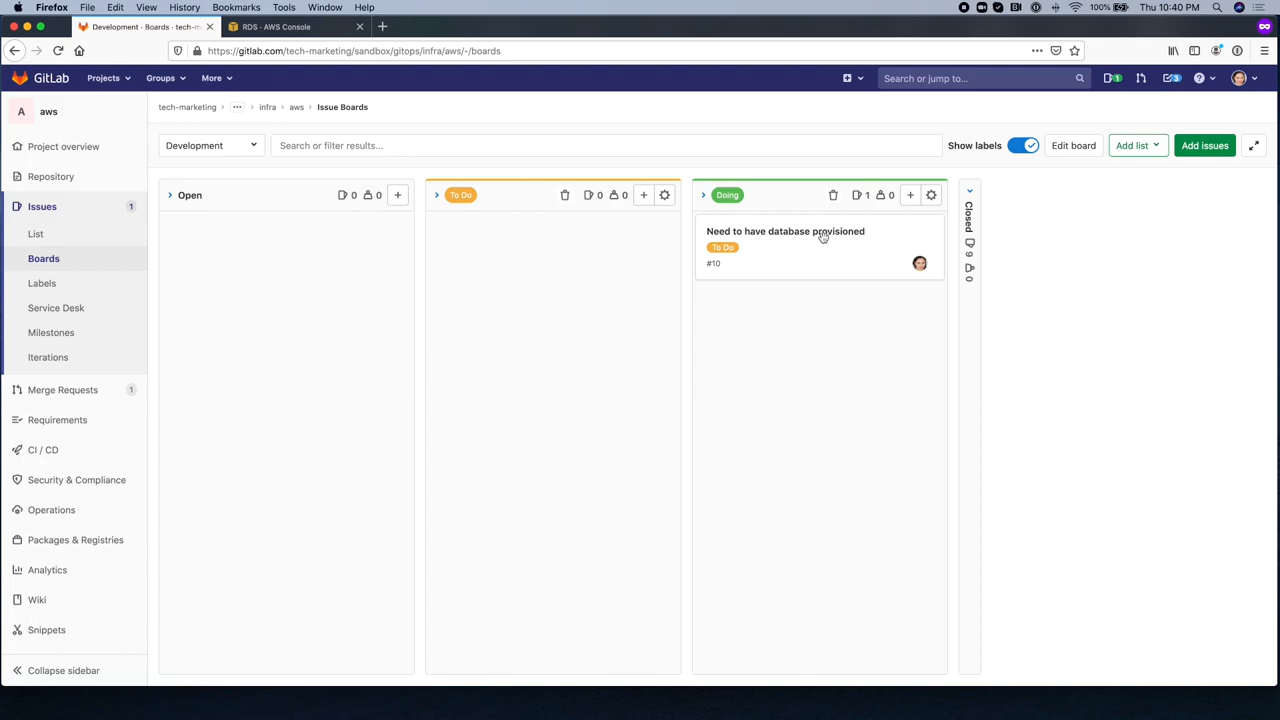 Firefox File Edit View History Bookmarks Tools Window Help 100% Thu 10:40 PM
Development · Boards · tech-m RDS · AWS Console
https://gitlab.com/tech-marketing/sandbox/gitops/infra/aws/-/boards
GitLab Projects Groups More Search or jump to... 1 3
A aws
tech-marketing > ... > infra > aws > Issue Boards
Project overview
Repository
Issues 1
List
Boards
Labels
Service Desk
Milestones
Iterations
Merge Requests 1
Requirements
CI / CD
Security & Compliance
Operations
Packages & Registries
Analytics
Wiki
Snippets
Collapse sidebar
Development Search or filter results... Show labels Edit board Add list Add issues
Open 0 0
To Do 0 0
Doing 1 0
Need to have database provisioned
To Do
#10
Closed 9 0